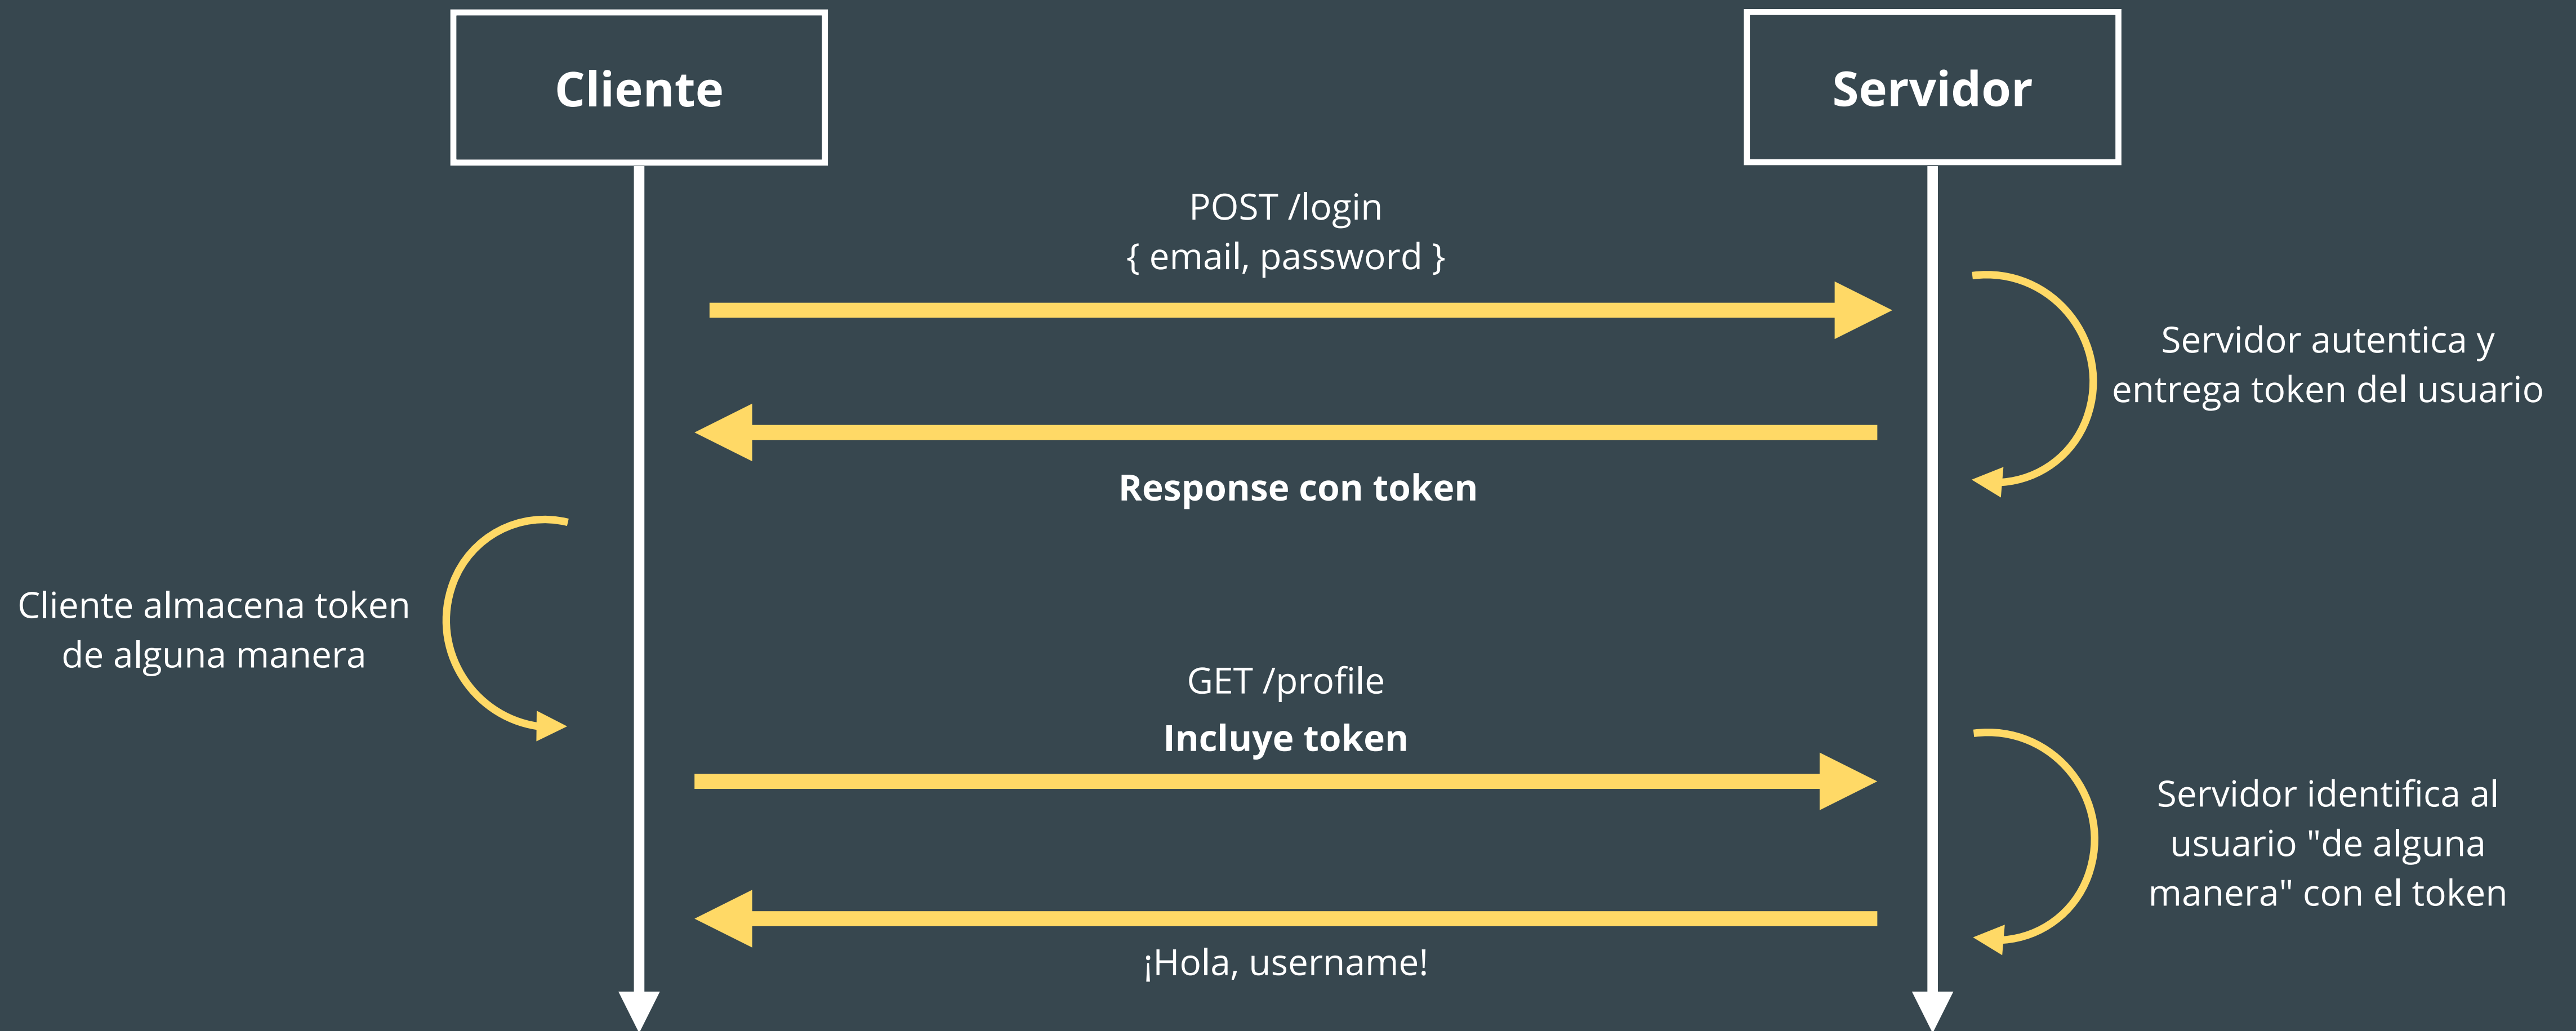 Cliente
Servidor
POST /login
{ email, password }
Servidor autentica y
entrega token del usuario
Response con token
Cliente almacena token
de alguna manera
GET /profile
Incluye token
Servidor identifica al
usuario "de alguna
manera" con el token
¡Hola, username!